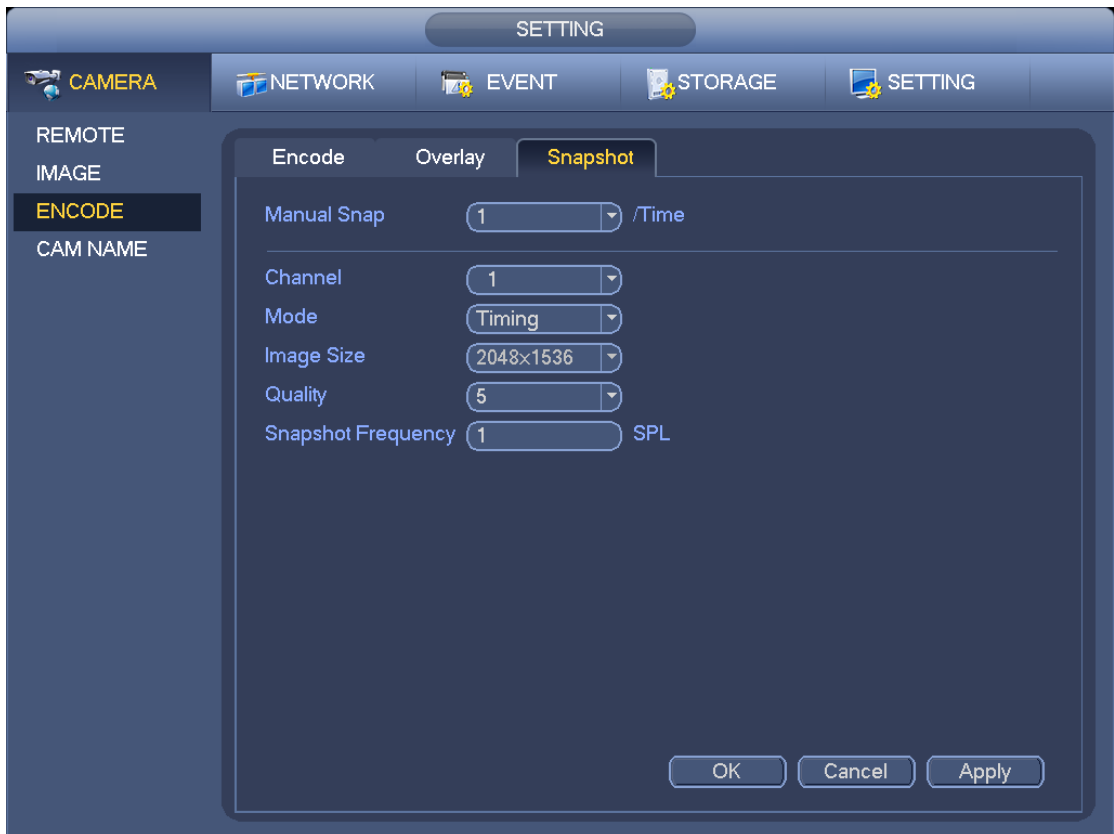 SETTING
CAMERA NETWORK EVENT STORAGE SETTING
REMOTE
IMAGE
ENCODE
CAM NAME
Encode Overlay Snapshot
Manual Snap 1 /Time
Channel 1
Mode Timing
Image Size 2048×1536
Quality 5
Snapshot Frequency 1 SPL
OK Cancel Apply